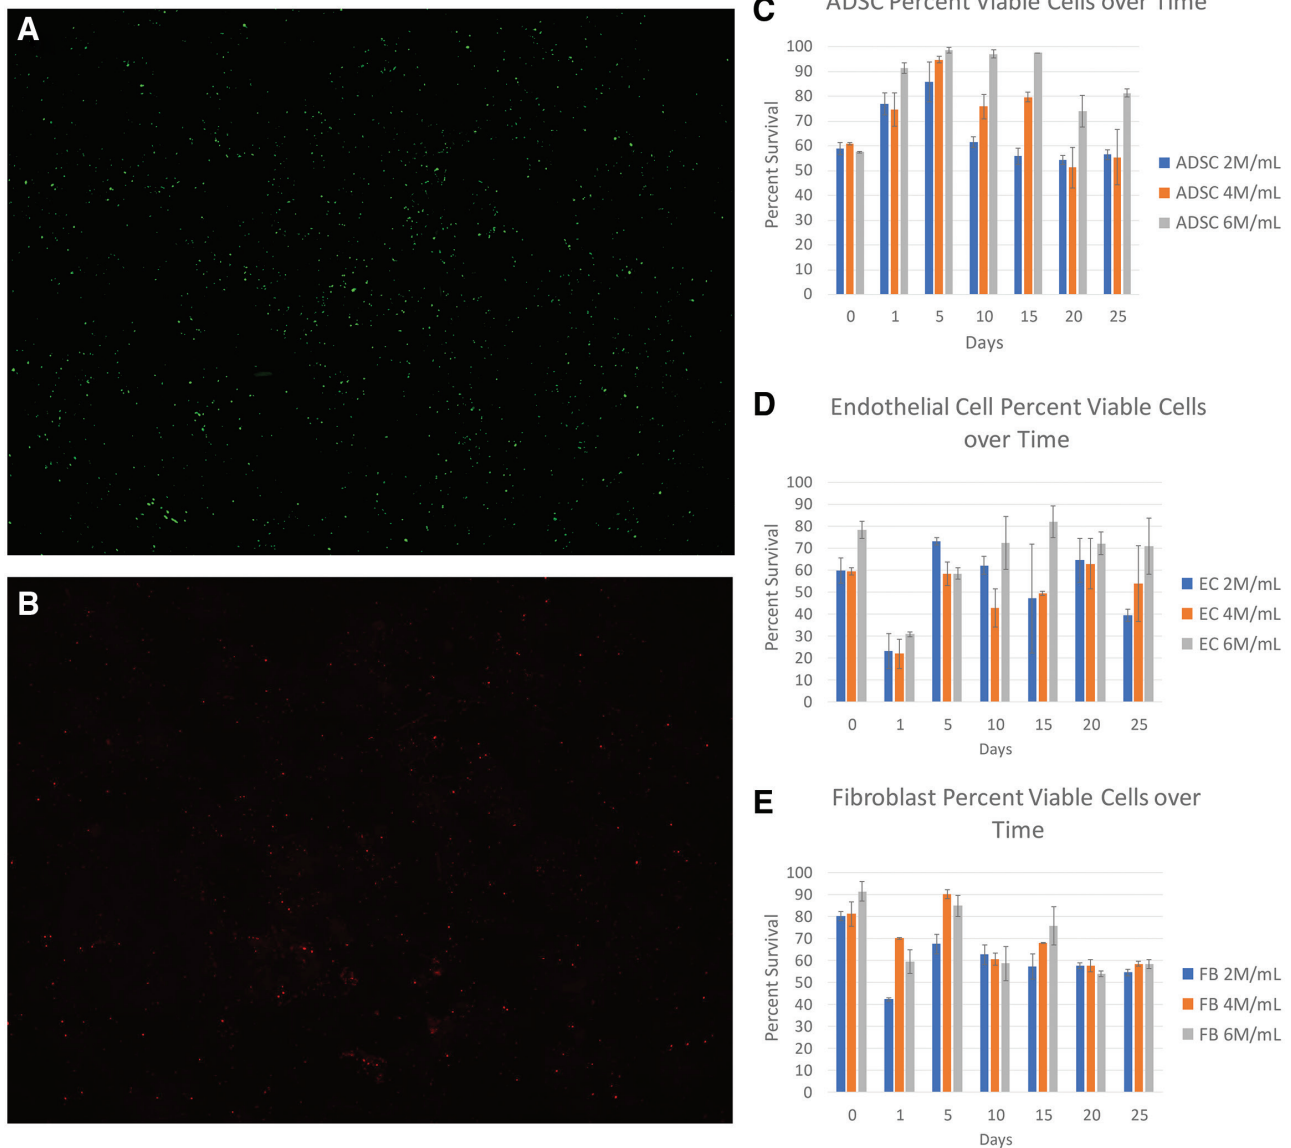 A
B
C
ADSC Percent Viable Cells over Time
100
90
80
70
60
50
40
30
20
10
0
Percent Survival
0 1 5 10 15 20 25
Days
ADSC 2M/mL
ADSC 4M/mL
ADSC 6M/mL
D
Endothelial Cell Percent Viable Cells
over Time
100
90
80
70
60
50
40
30
20
10
0
Percent Survival
0 1 5 10 15 20 25
Days
EC 2M/mL
EC 4M/mL
EC 6M/mL
E
Fibroblast Percent Viable Cells over
Time
100
90
80
70
60
50
40
30
20
10
0
Percent Survival
0 1 5 10 15 20 25
Days
FB 2M/mL
FB 4M/mL
FB 6M/mL